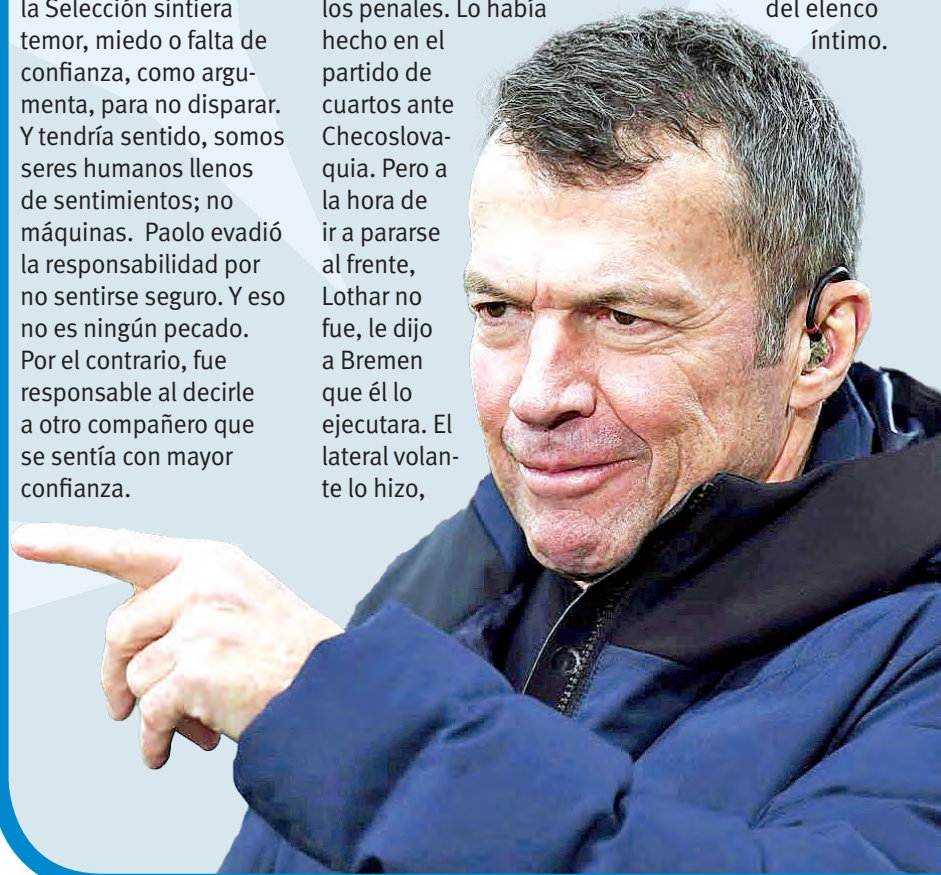 la Selección sintiera
temor, miedo o falta de
confianza, como argu-
menta, para no disparar.
Y tendría sentido, somos
seres humanos llenos
de sentimientos; no
máquinas. Paolo evadió
la responsabilidad por
no sentirse seguro. Y eso
no es ningún pecado.
Por el contrario, fue
responsable al decirle
a otro compañero que
se sentía con mayor
confianza.
los penales. Lo había
hecho en el
partido de
cuartos ante
Checoslova-
quia. Pero a
la hora de
ir a pararse
al frente,
Lothar no
fue, le dijo
a Bremen
que él lo
ejecutara. El
lateral volan-
te lo hizo,
del elenco
íntimo.